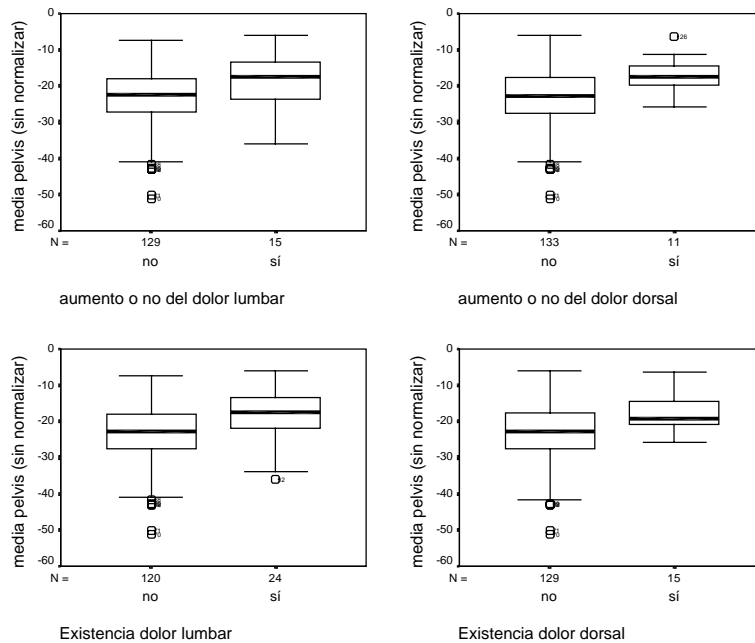 media pelvis (sin normalizar)
0
-10
-20
-30
-40
-50
-60
N =
129
15
no
sí
aumento o no del dolor lumbar
media pelvis (sin normalizar)
0
-10
-20
-30
-40
-50
-60
26
N =
133
11
no
sí
aumento o no del dolor dorsal
media pelvis (sin normalizar)
0
-10
-20
-30
-40
-50
-60
N =
120
24
no
sí
Existencia dolor lumbar
media pelvis (sin normalizar)
0
-10
-20
-30
-40
-50
-60
N =
129
15
no
sí
Existencia dolor dorsal